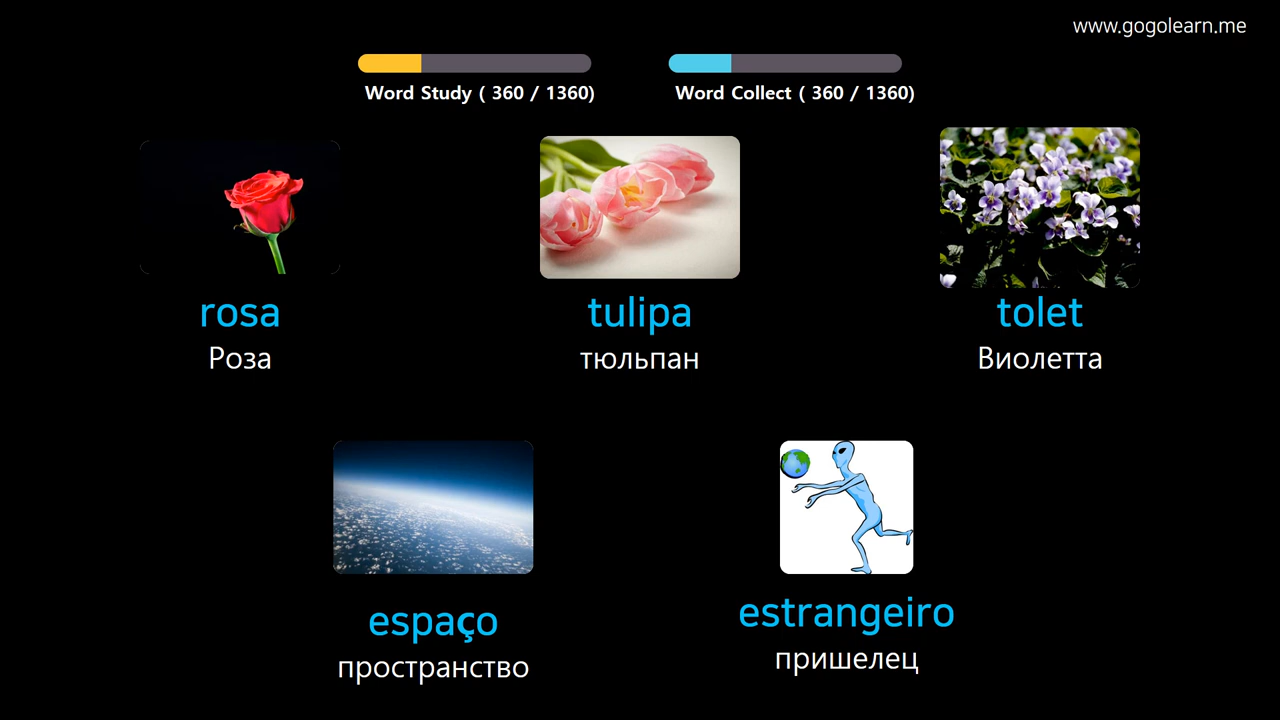 www.gogolearn.me
Word Study ( 360 / 1360)
Word Collect ( 360 / 1360)
rosa
Роза
tulipa
тюльпан
tolet
Виолетта
espaço
пространство
estrangeiro
пришелец